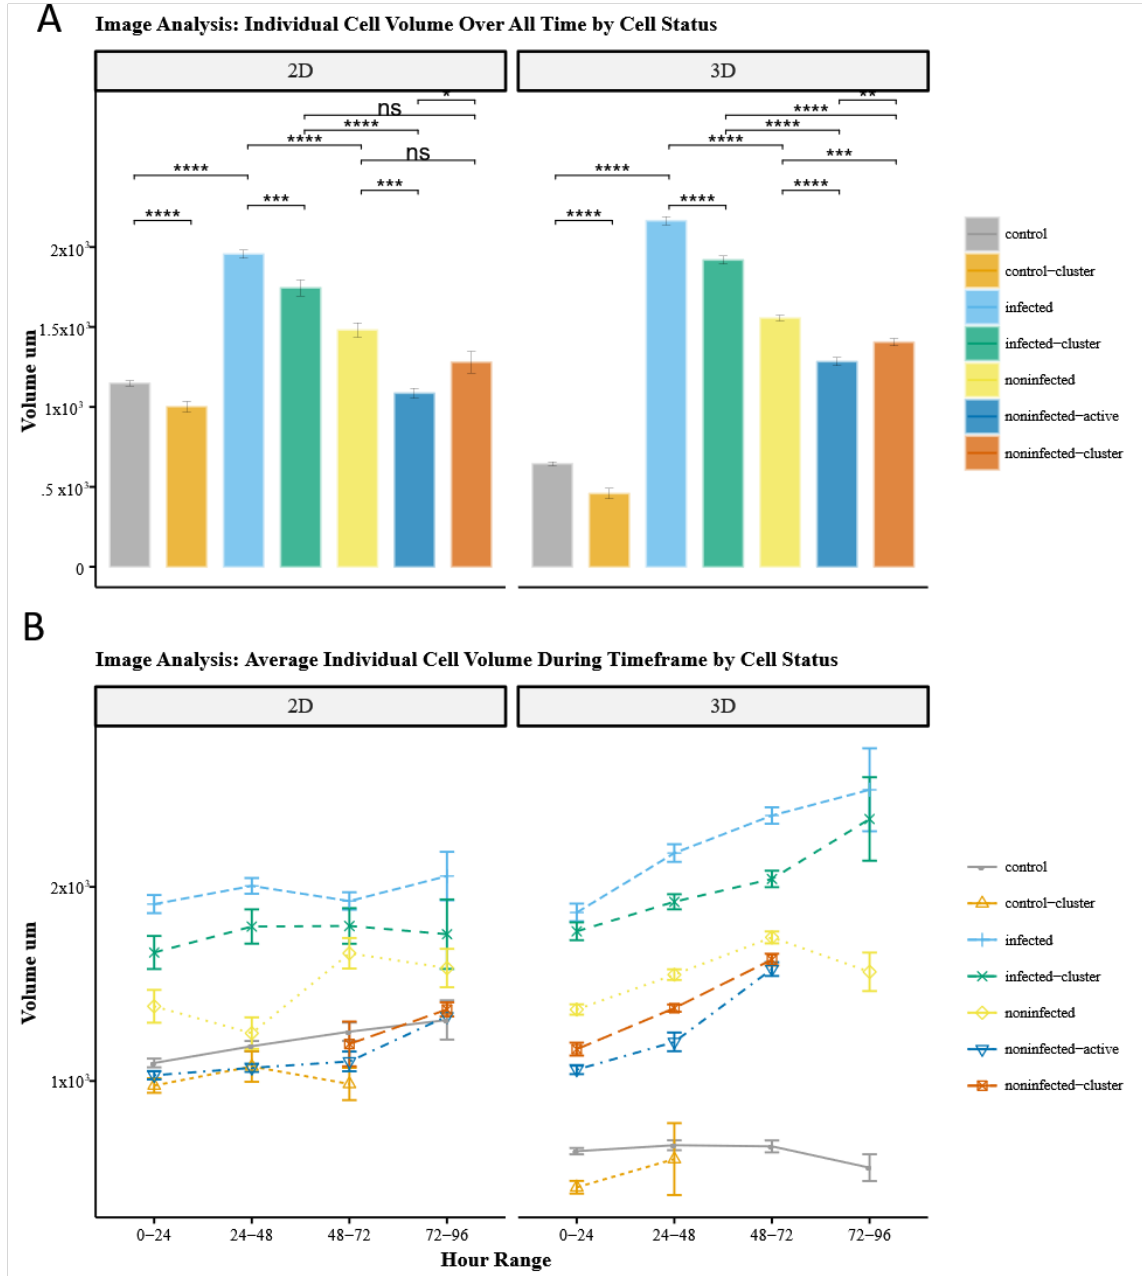 A
Image Analysis: Individual Cell Volume Over All Time by Cell Status
2D
3D
*
ns
****
****
ns
****
***
***
****
**
****
****
****
***
****
****
****
****
2x10³
1.5x10³
1x10³
.5 x10³
0
Volume um
control
control-cluster
infected
infected-cluster
noninfected
noninfected-active
noninfected-cluster
B
Image Analysis: Average Individual Cell Volume During Timeframe by Cell Status
2D
3D
2x10³
1x10³
Volume um
0-24
24-48
48-72
72-96
0-24
24-48
48-72
72-96
Hour Range
control
control-cluster
infected
infected-cluster
noninfected
noninfected-active
noninfected-cluster